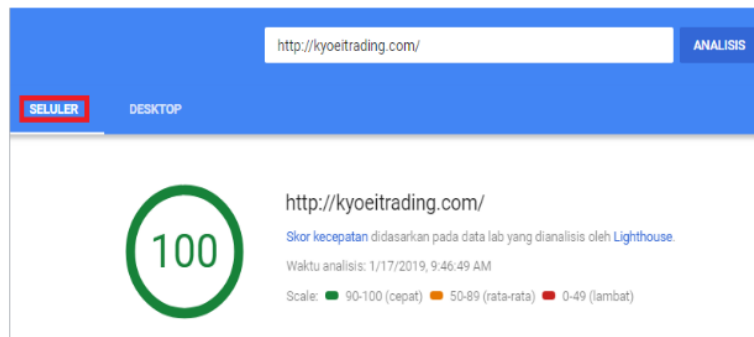 http://kyoeitrading.com/
ANALISIS
SELULER
DESKTOP
100
http://kyoeitrading.com/
Skor kecepatan didasarkan pada data lab yang dianalisis oleh Lighthouse.
Waktu analisis: 1/17/2019, 9:46:49 AM
Scale: 90-100 (cepat) 50-89 (rata-rata) 0-49 (lambat)